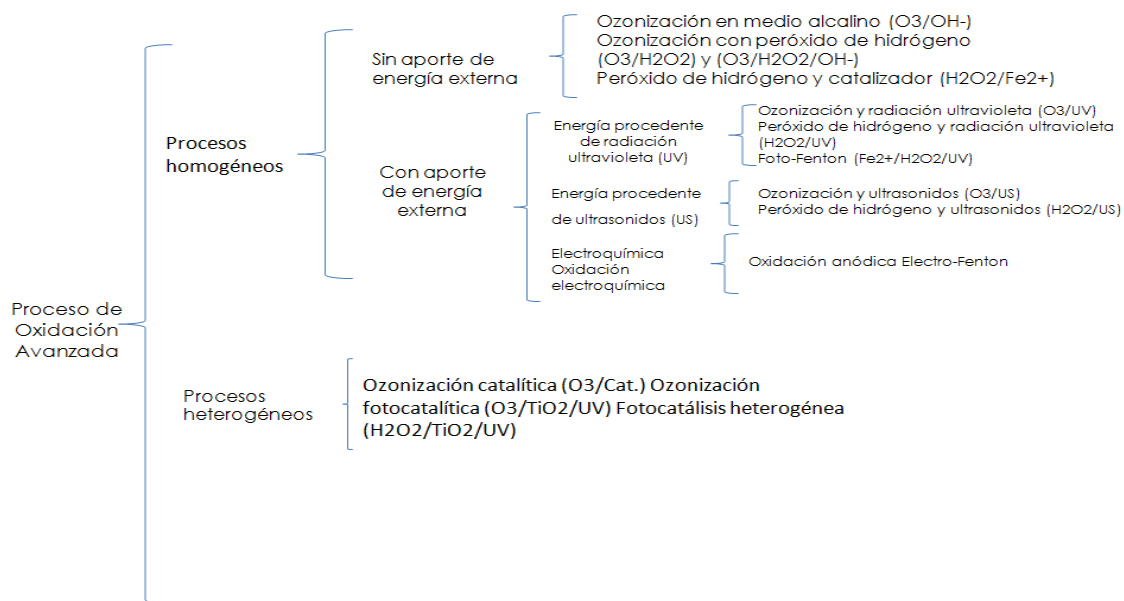 Proceso de
Oxidación
Avanzada
Procesos
homogéneos
Sin aporte de
energía externa
Ozonización en medio alcalino (O3/OH-)
Ozonización con peróxido de hidrógeno
(O3/H2O2) y (O3/H2O2/OH-)
Peróxido de hidrógeno y catalizador (H2O2/Fe2+)
Con aporte
de energía
externa
Energía procedente
de radiación
ultravioleta (UV)
Ozonización y radiación ultravioleta (O3/UV)
Peróxido de hidrógeno y radiación ultravioleta
(H2O2/UV)
Foto-Fenton (Fe2+/H2O2/UV)
Energía procedente
de ultrasonidos (US)
Ozonización y ultrasonidos (O3/US)
Peróxido de hidrógeno y ultrasonidos (H2O2/US)
Electroquímica
Oxidación
electroquímica
Oxidación anódica Electro-Fenton
Procesos
heterogéneos
Ozonización catalítica (O3/Cat.) Ozonización
fotocatalítica (O3/TiO2/UV) Fotocatálisis heterogénea
(H2O2/TiO2/UV)